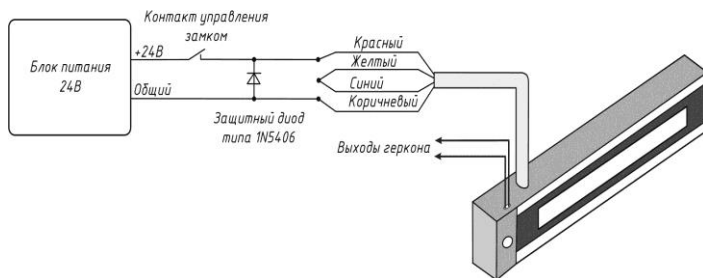 Контакт управления
замком
Блок питания
24В
+24В
Общий
Защитный диод
типа 1N5406
Красный
Желтый
Синий
Коричневый
Выходы геркона